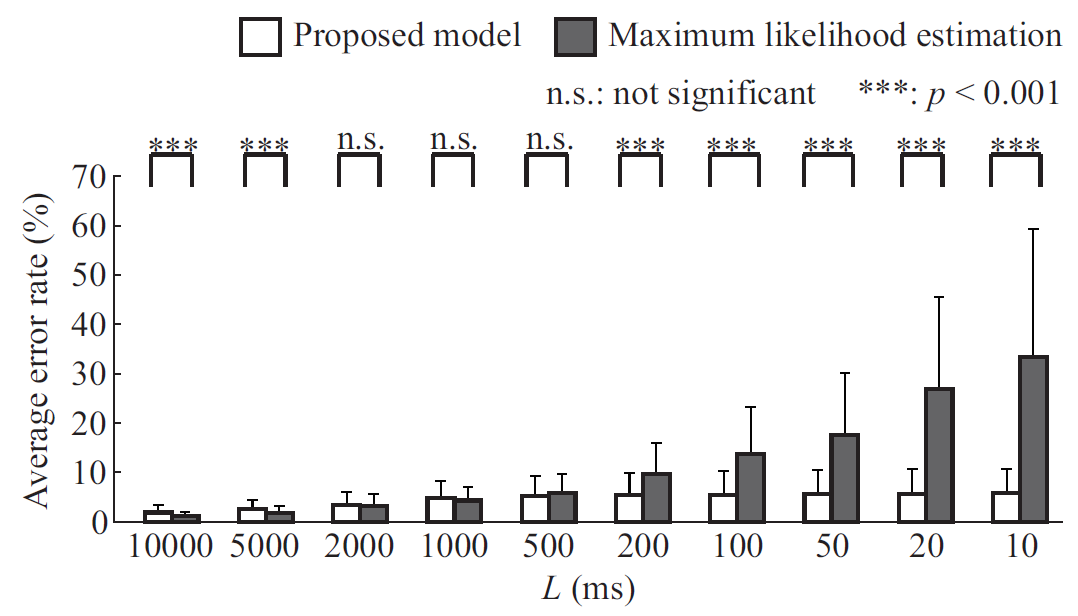 Proposed model Maximum likelihood estimation
n.s.: not significant ***: p < 0.001
*** *** n.s. n.s. n.s. *** *** *** *** ***
Average error rate (%)
70
60
50
40
30
20
10
0
10000 5000 2000 1000 500 200 100 50 20 10
L (ms)